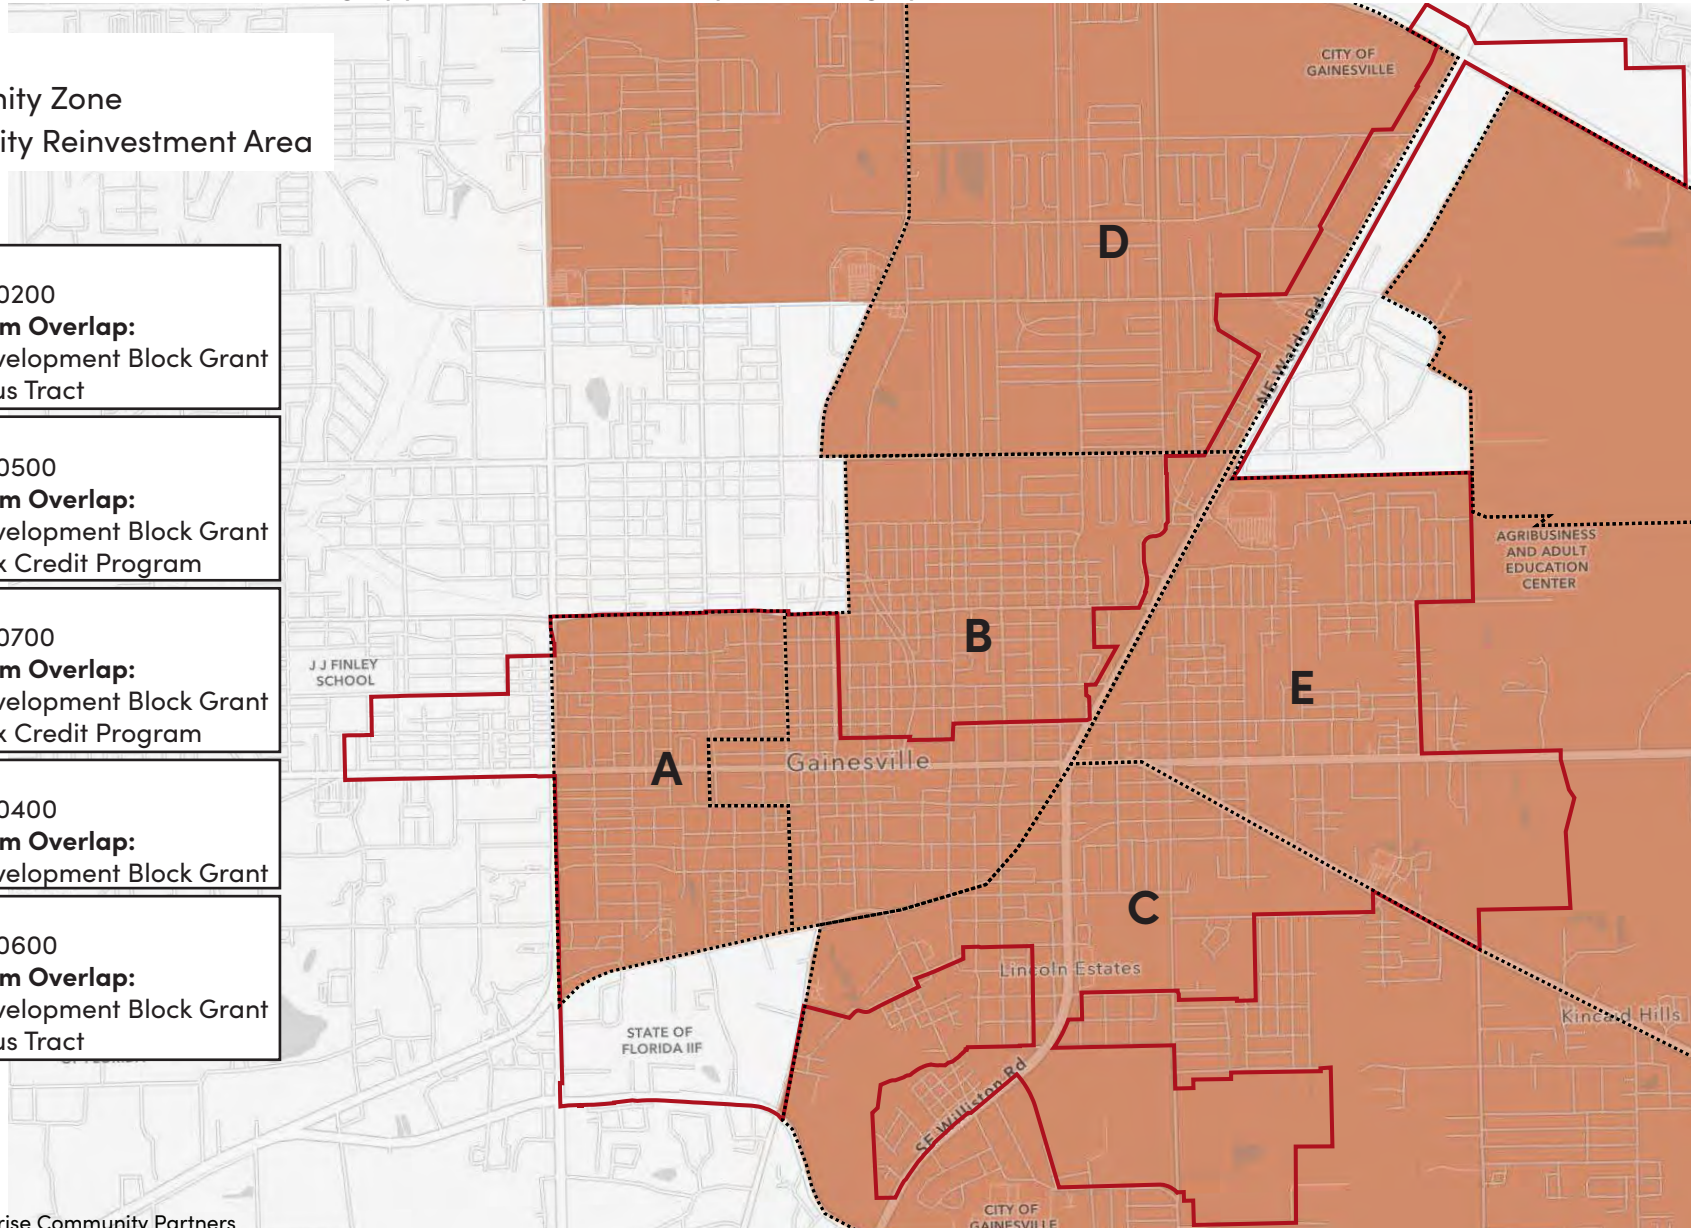 nity Zone
ity Reinvestment Area
0200
m Overlap:
velopment Block Grant
us Tract
0500
m Overlap:
velopment Block Grant
x Credit Program
0700
m Overlap:
velopment Block Grant
x Credit Program
0400
m Overlap:
velopment Block Grant
0600
m Overlap:
velopment Block Grant
us Tract
rise Community Partners
CITY OF
GAINESVILLE
D
NE Waldo Rd
AGRIBUSINESS
AND ADULT
EDUCATION
CENTER
B
J J FINLEY
SCHOOL
E
A
Gainesville
C
Lincoln Estates
Kincaid Hills
STATE OF
FLORIDA IIF
SE Williston Rd
CITY OF
GAINESVILLE